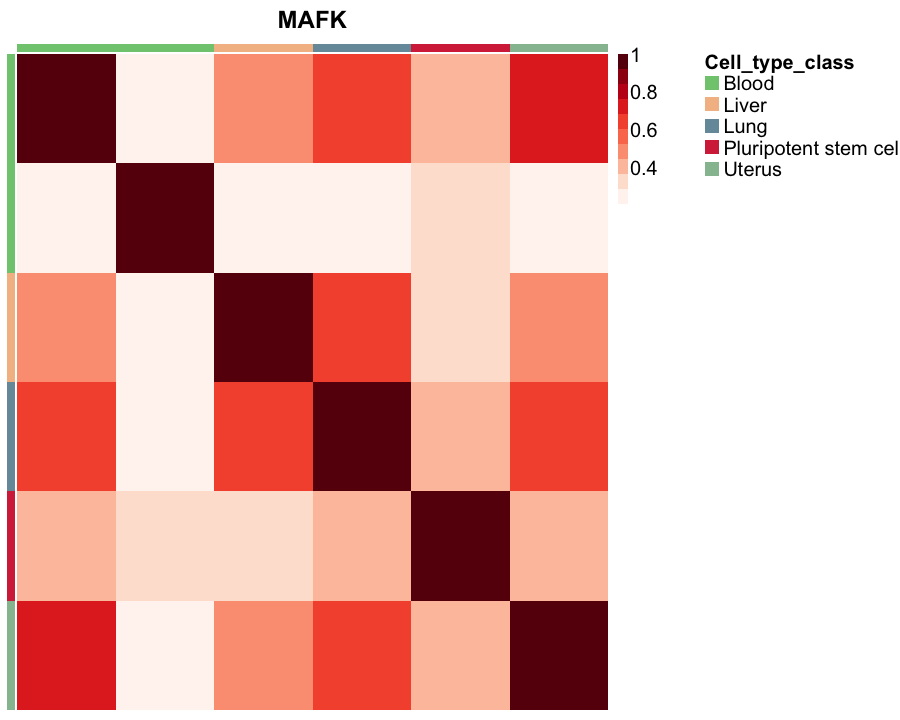 MAFK
1
0.8
0.6
0.4
Cell_type_class
Blood
Liver
Lung
Pluripotent stem cel
Uterus